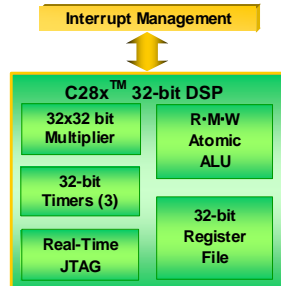 Interrupt Management
C28x™ 32-bit DSP
32x32 bit
Multiplier
R·M·W
Atomic
ALU
32-bit
Timers (3)
Real-Time
JTAG
32-bit
Register
File